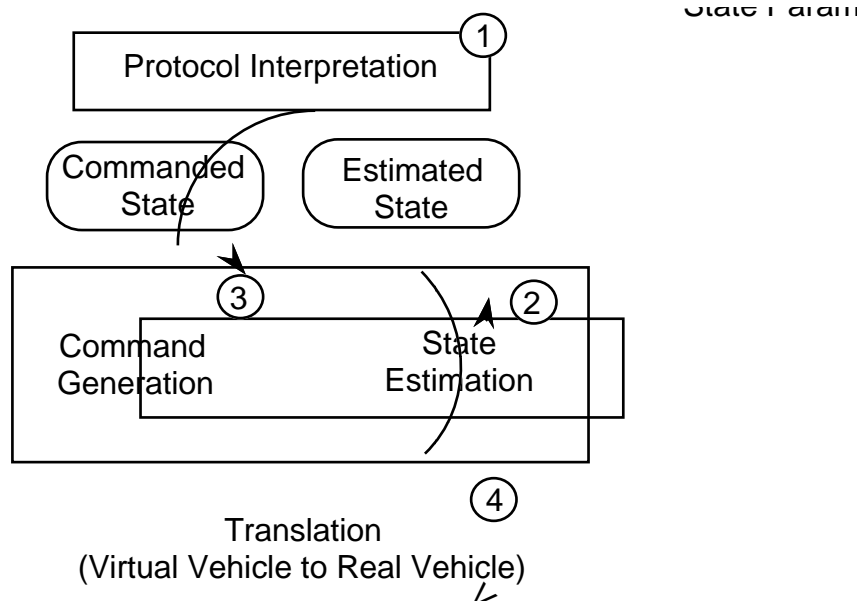 1
Protocol Interpretation
Commanded
State
Estimated
State
3
2
Command
Generation
State
Estimation
4
Translation
(Virtual Vehicle to Real Vehicle)